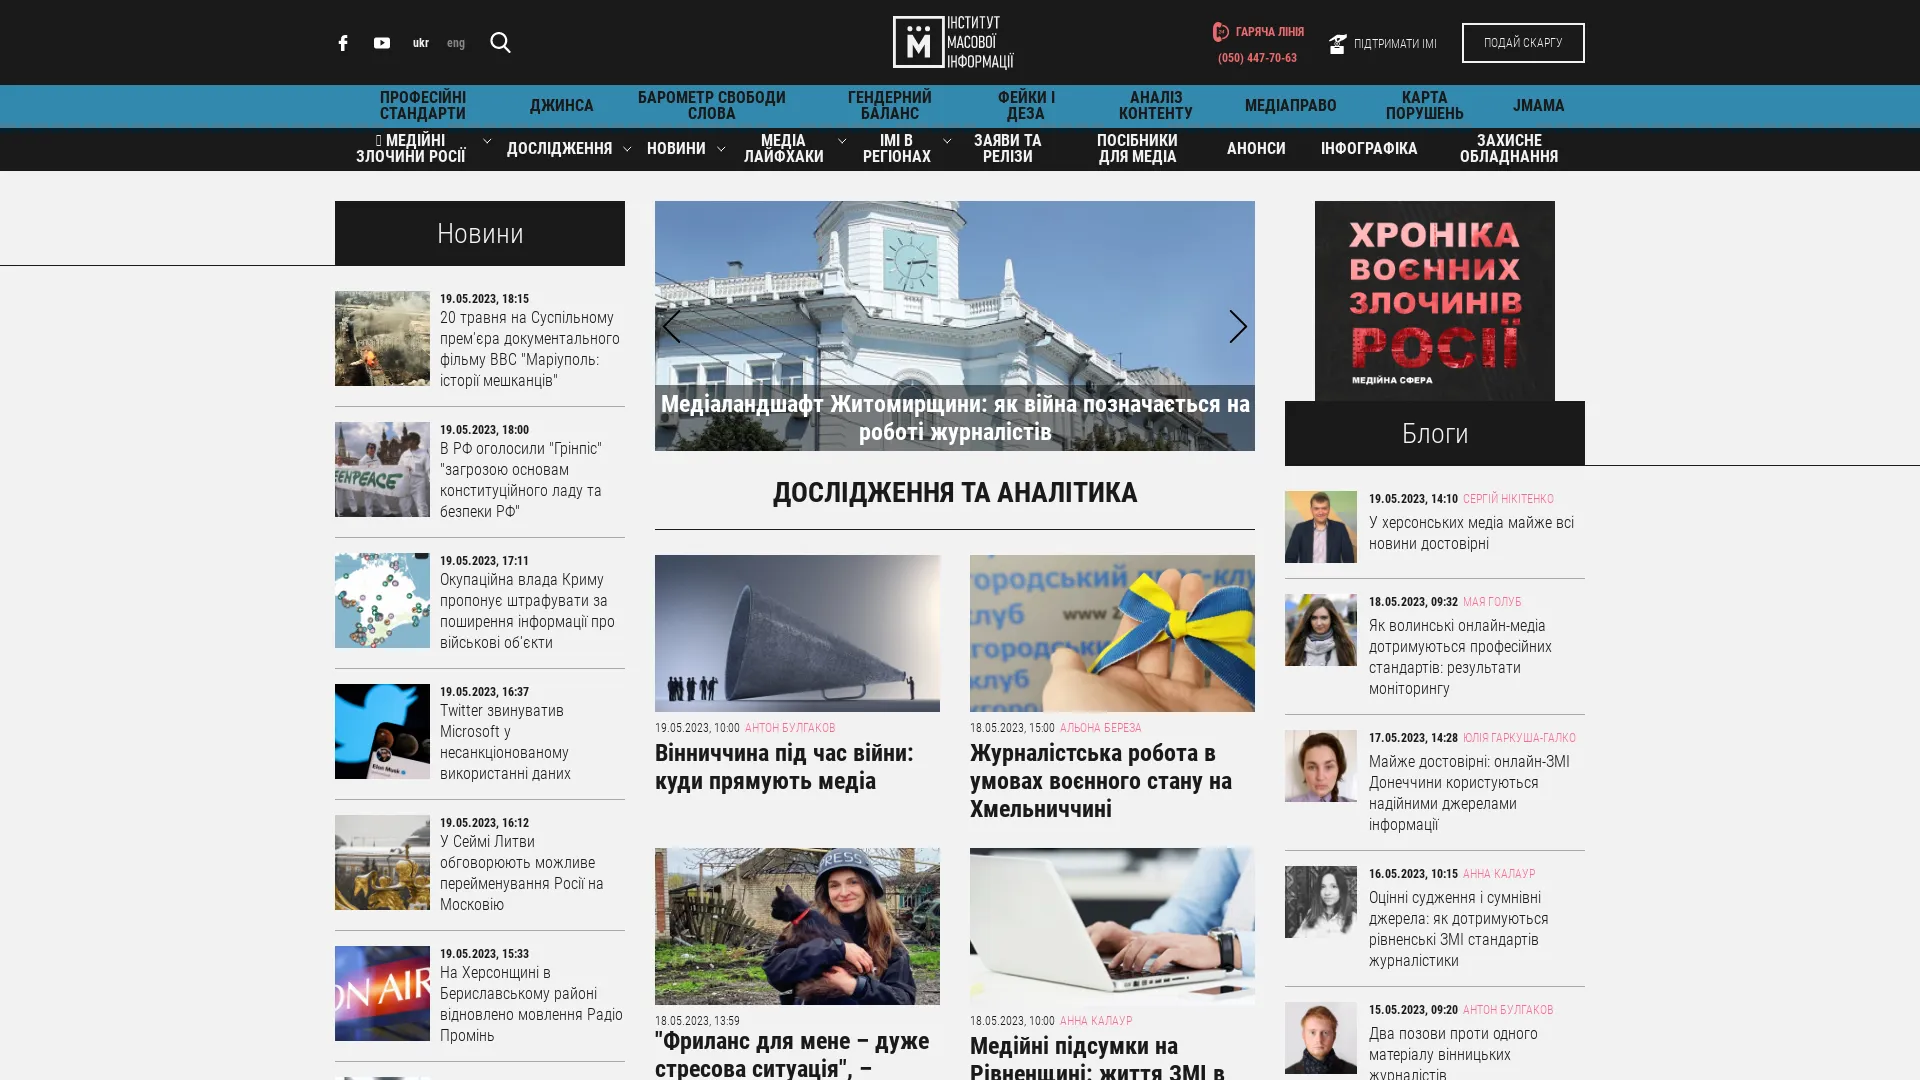 ukr
eng
ІНСТИТУТ
МАСОВОЇ
ІНФОРМАЦІЇ
ГАРЯЧА ЛІНІЯ
(050) 447-70-63
ПІДТРИМАТИ ІМІ
ПОДАЙ СКАРГУ
ПРОФЕСІЙНІ
СТАНДАРТИ
ДЖИНСА
БАРОМЕТР СВОБОДИ
СЛОВА
ГЕНДЕРНИЙ
БАЛАНС
ФЕЙКИ І
ДЕЗА
АНАЛІЗ
КОНТЕНТУ
МЕДІАПРАВО
КАРТА
ПОРУШЕНЬ
JMAMA
МЕДІЙНІ
ЗЛОЧИНИ РОСІЇ
ДОСЛІДЖЕННЯ
НОВИНИ
МЕДІА
ЛАЙФХАКИ
ІМІ В
РЕГІОНАХ
ЗАЯВИ ТА
РЕЛІЗИ
ПОСІБНИКИ
ДЛЯ МЕДІА
АНОНСИ
ІНФОГРАФІКА
ЗАХИСНЕ
ОБЛАДНАННЯ
Новини
19.05.2023, 18:15
20 травня на Суспільному
прем'єра документального
фільму ВВС "Маріуполь:
історії мешканців"
19.05.2023, 18:00
В РФ оголосили "Грінпіс"
"загрозою основам
конституційного ладу та
безпеки РФ"
ENPEACE
19.05.2023, 17:11
Окупаційна влада Криму
пропонує штрафувати за
поширення інформації про
військові об'єкти
19.05.2023, 16:37
Twitter звинуватив
Microsoft у
несанкціонованому
використанні даних
Elon Musk
19.05.2023, 16:12
У Сеймі Литви
обговорюють можливе
перейменування Росії на
Московію
19.05.2023, 15:33
На Херсонщині в
Бериславському районі
відновлено мовлення Радіо
Промінь
ON AIR
Медіаландшафт Житомирщини: як війна позначається на
роботі журналістів
ДОСЛІДЖЕННЯ ТА АНАЛІТИКА
19.05.2023, 10:00 АНТОН БУЛГАКОВ
Вінниччина під час війни:
куди прямують медіа
городський прес-клу
клуб
www.
городськ
клуб
18.05.2023, 15:00 АЛЬОНА БЕРЕЗА
Журналістська робота в
умовах воєнного стану на
Хмельниччині
PRESS
18.05.2023, 13:59
"Фриланс для мене – дуже
стресова ситуація", –
18.05.2023, 10:00 АННА КАЛАУР
Медійні підсумки на
Рівненщині: життя ЗМІ в
ХРОНІКА
ВОЄННИХ
ЗЛОЧИНІВ
РОСІЇ
МЕДІЙНА СФЕРА
Блоги
19.05.2023, 14:10 СЕРГІЙ НІКІТЕНКО
У херсонських медіа майже всі
новини достовірні
18.05.2023, 09:32 МАЯ ГОЛУБ
Як волинські онлайн-медіа
дотримуються професійних
стандартів: результати
моніторингу
17.05.2023, 14:28 ЮЛІЯ ГАРКУША-ГАЛКО
Майже достовірні: онлайн-ЗМІ
Донеччини користуються
надійними джерелами
інформації
16.05.2023, 10:15 АННА КАЛАУР
Оцінні судження і сумнівні
джерела: як дотримуються
рівненські ЗМІ стандартів
журналістики
15.05.2023, 09:20 АНТОН БУЛГАКОВ
Два позови проти одного
матеріалу вінницьких
журналістів